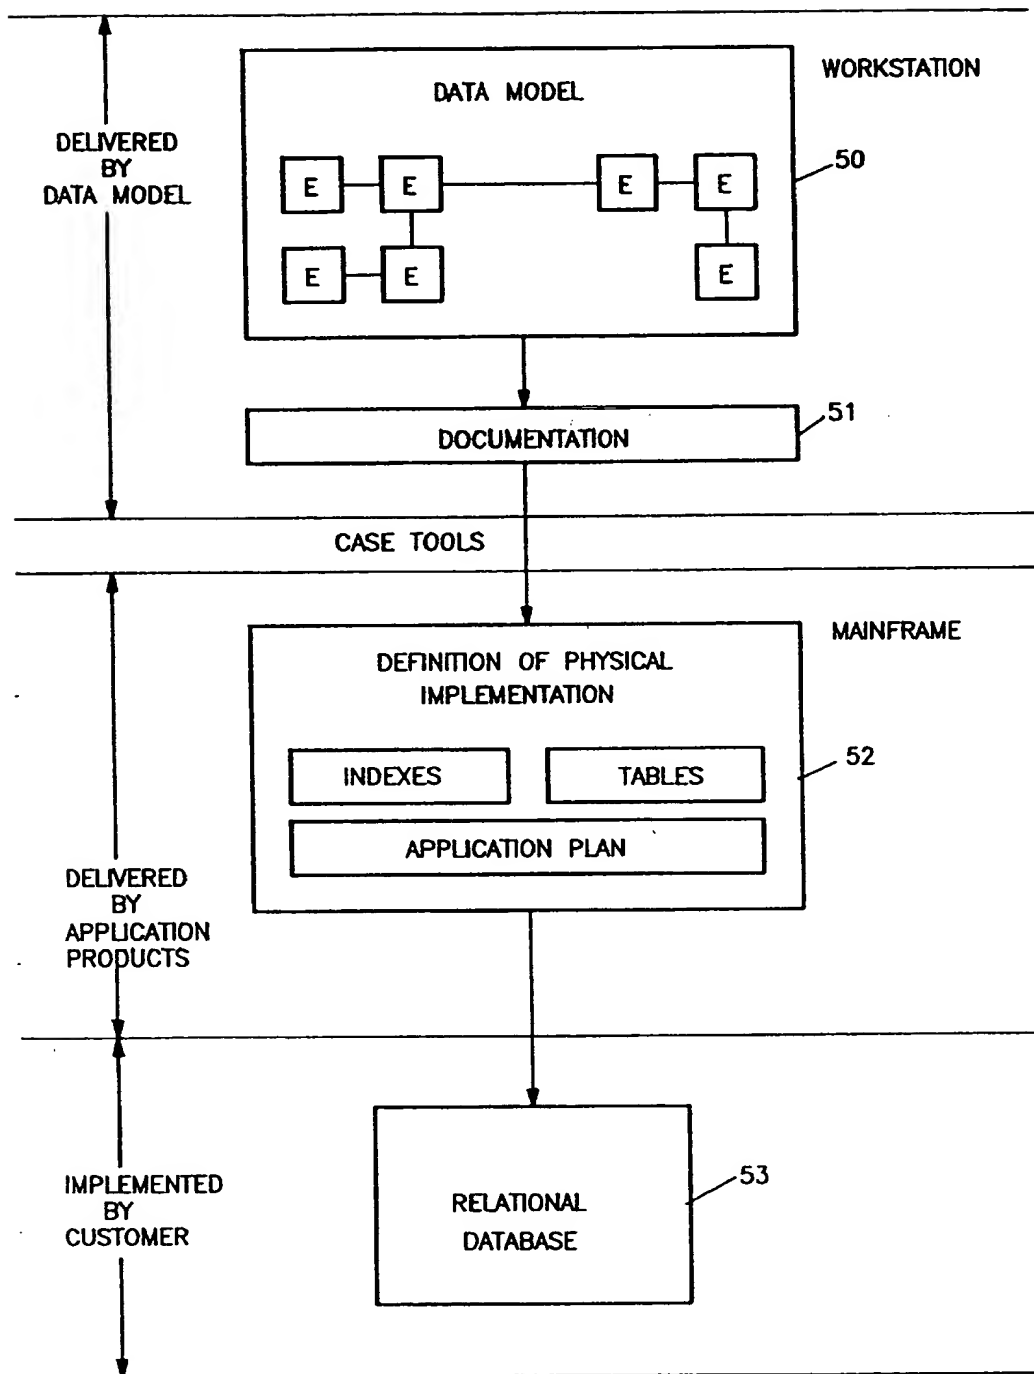 WORKSTATION
DATA MODEL
DELIVERED
BY
DATA MODEL
50
E E E E
E E E
51
DOCUMENTATION
CASE TOOLS
MAINFRAME
DEFINITION OF PHYSICAL
IMPLEMENTATION
52
INDEXES TABLES
APPLICATION PLAN
DELIVERED
BY
APPLICATION
PRODUCTS
53
IMPLEMENTED
BY
CUSTOMER
RELATIONAL
DATABASE